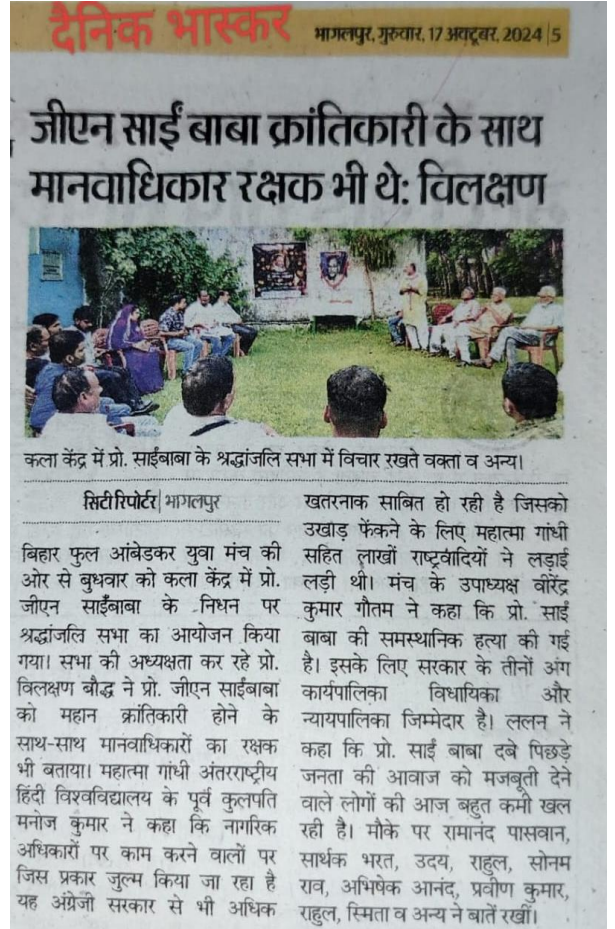 दैनिक भास्कर
भागलपुर, गुरुवार, 17 अक्टूबर, 2024 | 5
जीएन साईं बाबा क्रांतिकारी के साथ
मानवाधिकार रक्षक भी थे: विलक्षण
कला केंद्र में प्रो. साईंबाबा के श्रद्धांजलि सभा में विचार रखते वक्ता व अन्य।
सिटी रिपोर्टर | भागलपुर
बिहार फुल आंबेडकर युवा मंच की
ओर से बुधवार को कला केंद्र में प्रो.
जीएन साईंबाबा के निधन पर
श्रद्धांजलि सभा का आयोजन किया
गया। सभा की अध्यक्षता कर रहे प्रो.
विलक्षण बौद्ध ने प्रो. जीएन साईंबाबा
को महान क्रांतिकारी होने के
साथ-साथ मानवाधिकारों का रक्षक
भी बताया। महात्मा गांधी अंतरराष्ट्रीय
हिंदी विश्वविद्यालय के पूर्व कुलपति
मनोज कुमार ने कहा कि नागरिक
अधिकारों पर काम करने वालों पर
जिस प्रकार जुल्म किया जा रहा है
यह अंग्रेजी सरकार से भी अधिक
खतरनाक साबित हो रही है जिसको
उखाड़ फेंकने के लिए महात्मा गांधी
सहित लाखों राष्ट्रवादियों ने लड़ाई
लड़ी थी। मंच के उपाध्यक्ष वीरेंद्र
कुमार गौतम ने कहा कि प्रो. साईं
बाबा की समस्थानिक हत्या की गई
है। इसके लिए सरकार के तीनों अंग
कार्यपालिका विधायिका और
न्यायपालिका जिम्मेदार है। ललन ने
कहा कि प्रो. साईं बाबा दबे पिछड़े
जनता की आवाज को मजबूती देने
वाले लोगों की आज बहुत कमी खल
रही है। मौके पर रामानंद पासवान,
सार्थक भरत, उदय, राहुल, सोनम
राव, अभिषेक आनंद, प्रवीण कुमार,
राहुल, स्मिता व अन्य ने बातें रखीं।